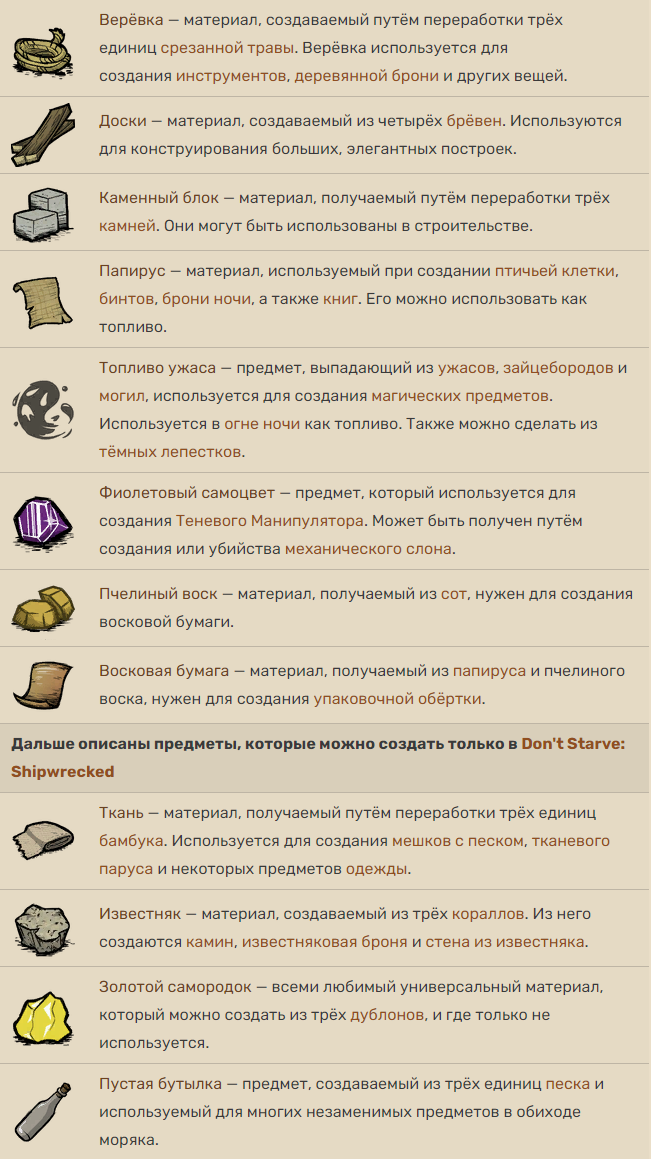 Верёвка — материал, создаваемый путём переработки трёх
единиц срезанной травы. Верёвка используется для
создания инструментов, деревянной брони и других вещей.
Доски — материал, создаваемый из четырёх брёвен. Используются
для конструирования больших, элегантных построек.
Каменный блок — материал, получаемый путём переработки трёх
камней. Они могут быть использованы в строительстве.
Папирус — материал, используемый при создании птичьей клетки,
бинтов, брони ночи, а также книг. Его можно использовать как
топливо.
Топливо ужаса — предмет, выпадающий из ужасов, зайцебородов и
могил, используется для создания магических предметов.
Используется в огне ночи как топливо. Также можно сделать из
тёмных лепестков.
Фиолетовый самоцвет — предмет, который используется для
создания Теневого Манипулятора. Может быть получен путём
создания или убийства механического слона.
Пчелиный воск — материал, получаемый из сот, нужен для создания
восковой бумаги.
Восковая бумага — материал, получаемый из папируса и пчелиного
воска, нужен для создания упаковочной обёртки.
Дальше описаны предметы, которые можно создать только в Don't Starve:
Shipwrecked
Ткань — материал, получаемый путём переработки трёх единиц
бамбука. Используется для создания мешков с песком, тканевого
паруса и некоторых предметов одежды.
Известняк — материал, создаваемый из трёх кораллов. Из него
создаются камин, известняковая броня и стена из известняка.
Золотой самородок — всеми любимый универсальный материал,
который можно создать из трёх дублонов, и где только не
используется.
Пустая бутылка — предмет, создаваемый из трёх единиц песка и
используемый для многих незаменимых предметов в обиходе
моряка.